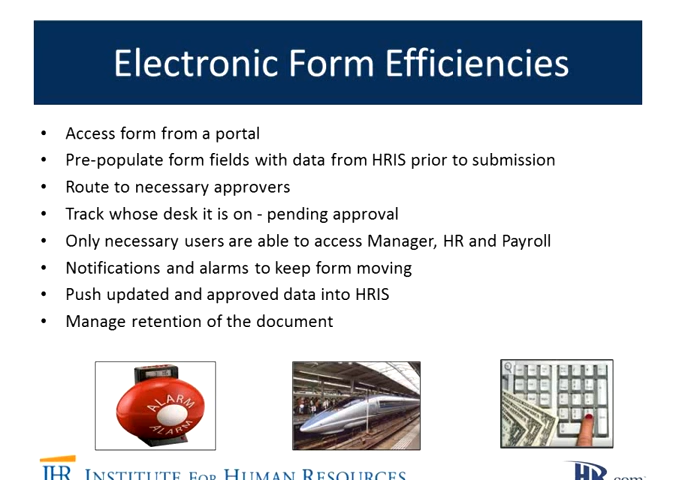 Electronic Form Efficiencies
• Access form from a portal
• Pre-populate form fields with data from HRIS prior to submission
• Route to necessary approvers
• Track whose desk it is on - pending approval
• Only necessary users are able to access Manager, HR and Payroll
• Notifications and alarms to keep form moving
• Push updated and approved data into HRIS
• Manage retention of the document
ALARM
ALARM
IHR INSTITUTE FOR HUMAN RESOURCES
HR.com